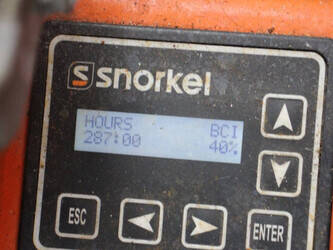 snorkel
HOURS BCI
287:00 40%
ESC ENTER